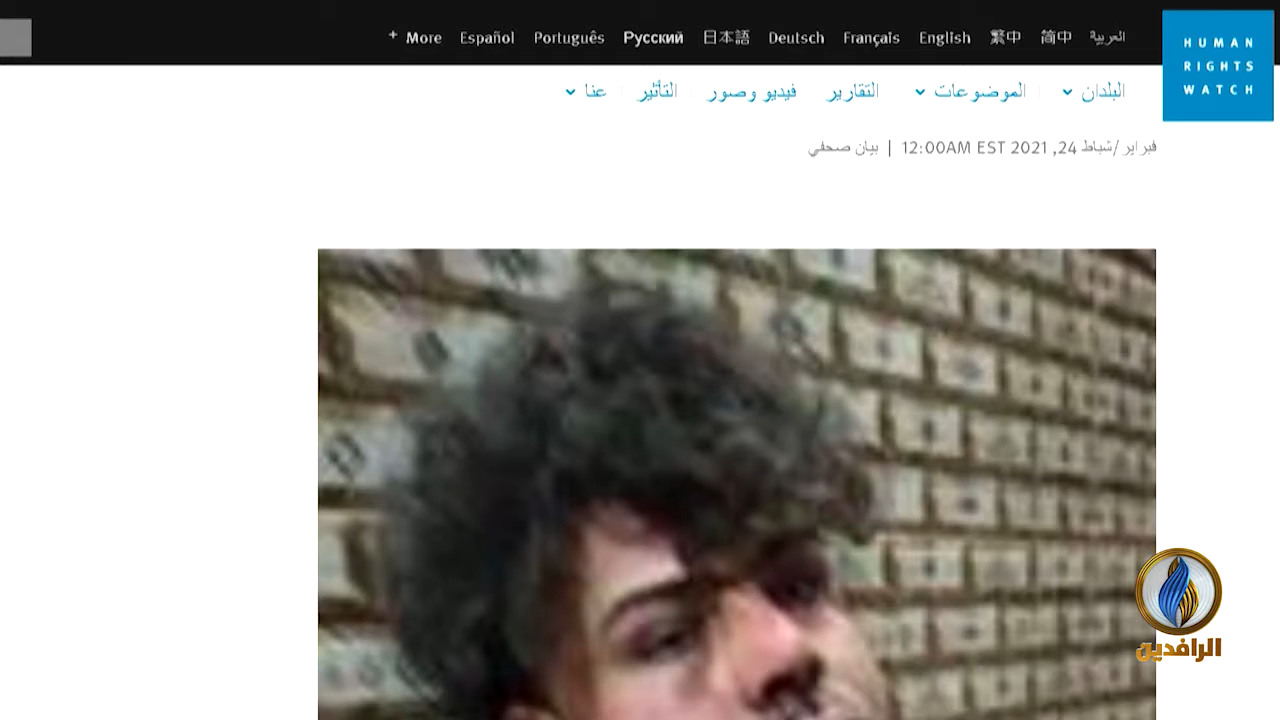 HUMAN
RIGHTS
WATCH
العربية 简中 繁中 English Français Deutsch 日本語 Русский Português Español More +
البلدان الموضوعات التقارير فيديو وصور التأثير عنا
فبراير/شباط 24, 2021 12:00AM EST | بيان صحفي
الرافدين